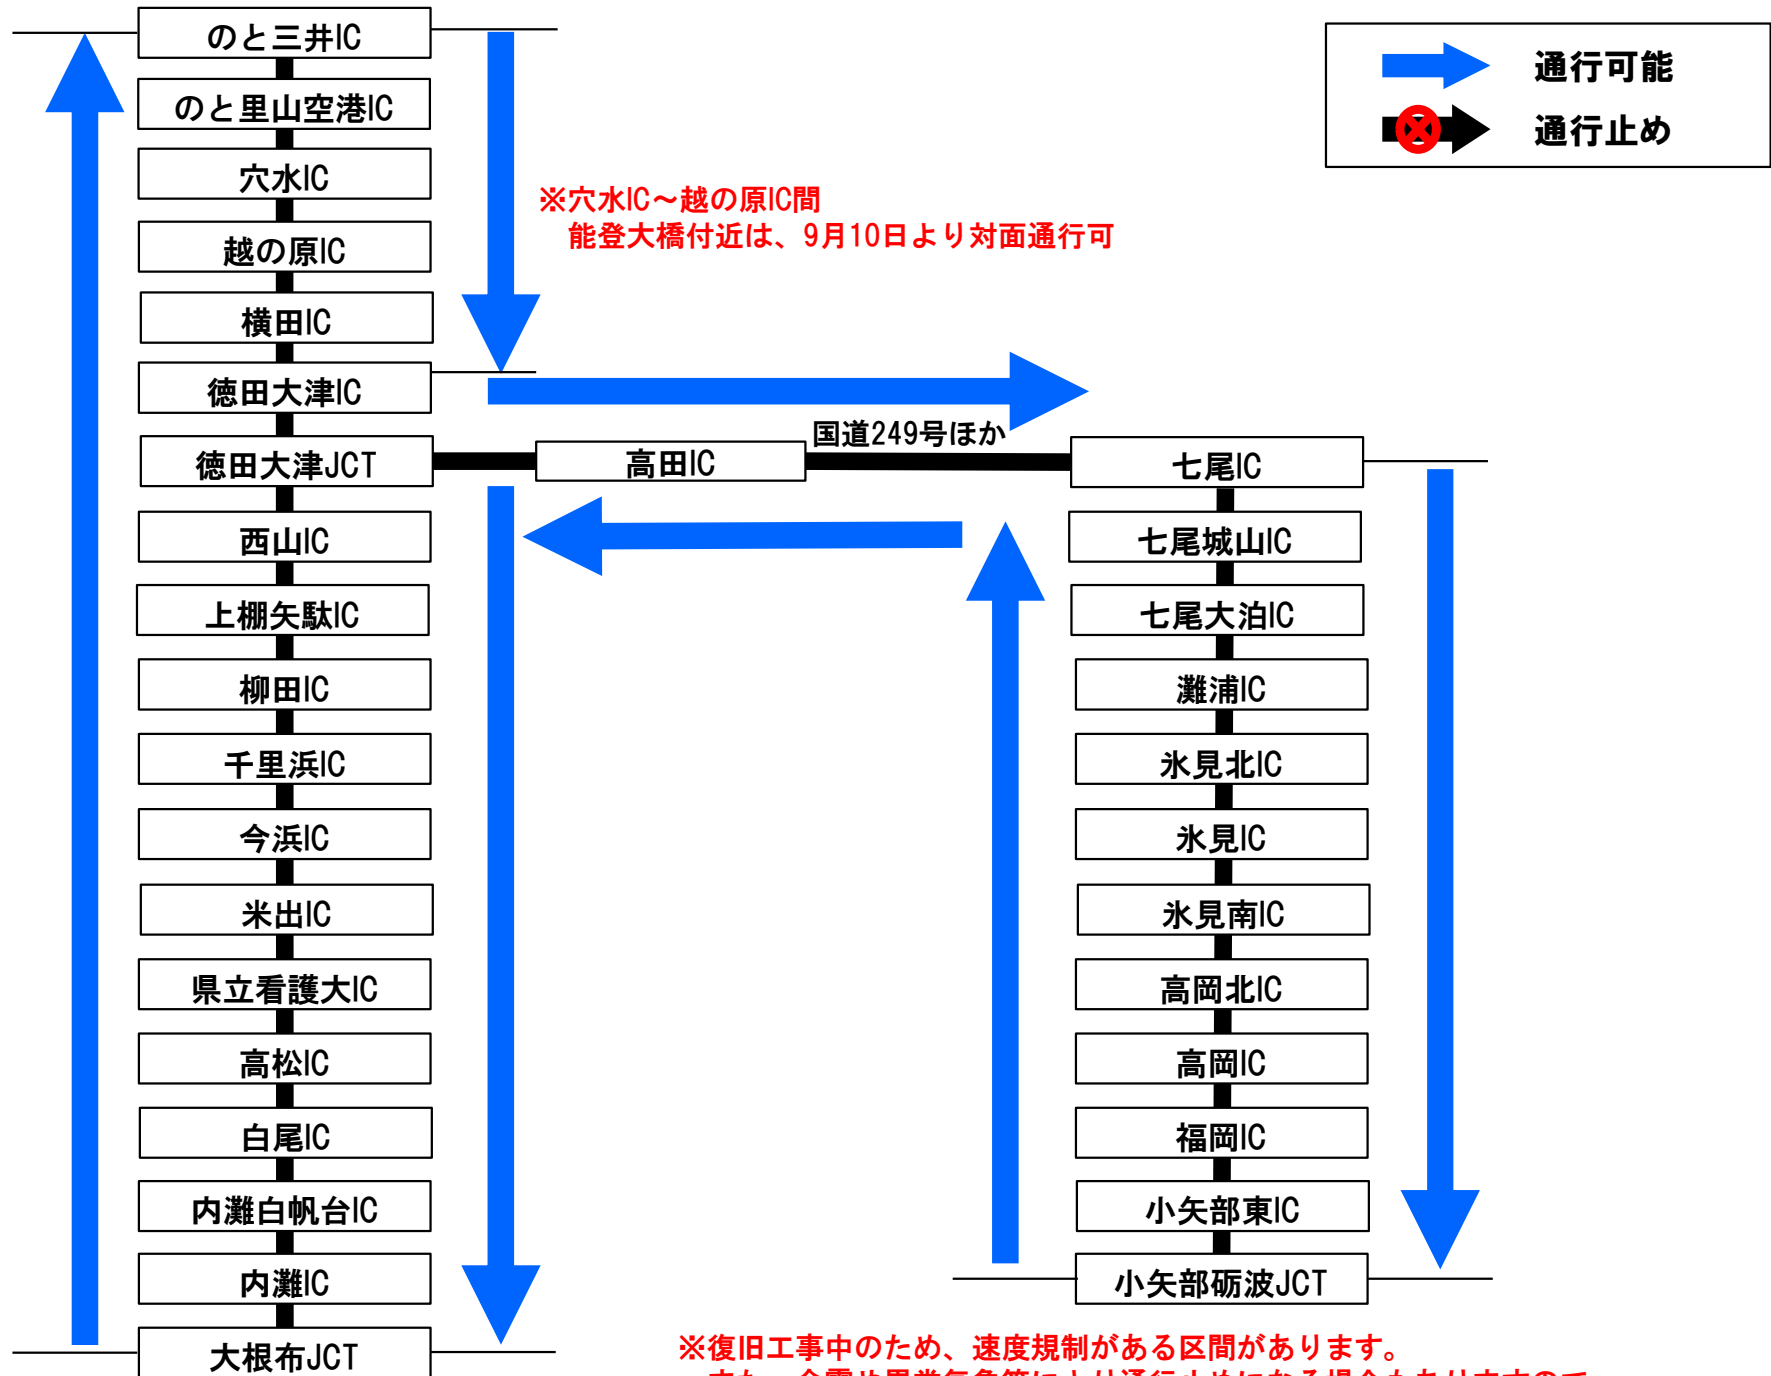 のと三井IC
のと里山空港IC
穴水IC
越の原IC
横田IC
徳田大津IC
徳田大津JCT
西山IC
上棚矢駄IC
柳田IC
千里浜IC
今浜IC
米出IC
県立看護大IC
高松IC
白尾IC
内灘白帆台IC
内灘IC
大根布JCT
通行可能
通行止め
※穴水IC～越の原IC間
能登大橋付近は、9月10日より対面通行可
国道249号ほか
高田IC
七尾IC
七尾城山IC
七尾大泊IC
灘浦IC
氷見北IC
氷見IC
氷見南IC
高岡北IC
高岡IC
福岡IC
小矢部東IC
小矢部砺波JCT
※復旧工事中のため、速度規制がある区間があります。